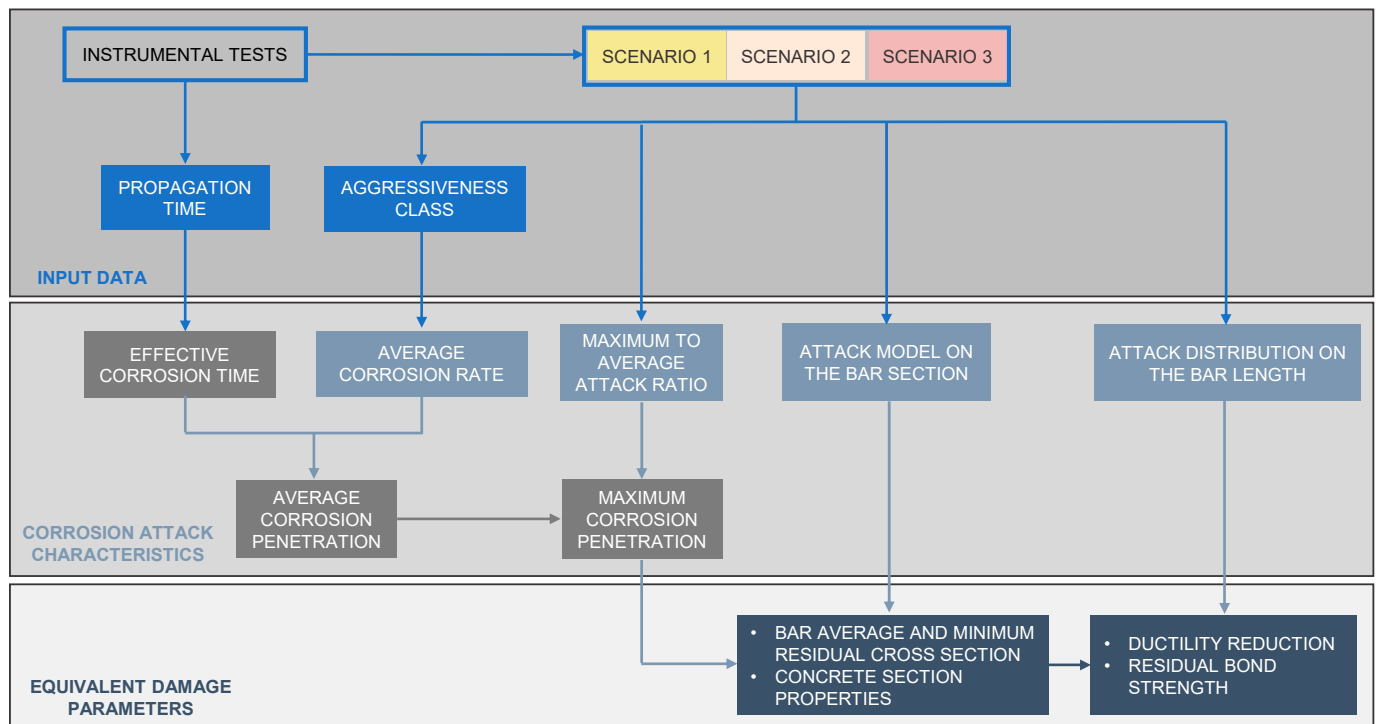 INSTRUMENTAL TESTS
SCENARIO 1
SCENARIO 2
SCENARIO 3
PROPAGATION
TIME
AGGRESSIVENESS
CLASS
INPUT DATA
EFFECTIVE
CORROSION TIME
AVERAGE
CORROSION RATE
MAXIMUM TO
AVERAGE
ATTACK RATIO
ATTACK MODEL ON
THE BAR SECTION
ATTACK DISTRIBUTION ON
THE BAR LENGTH
AVERAGE
CORROSION
PENETRATION
MAXIMUM
CORROSION
PENETRATION
CORROSION ATTACK
CHARACTERISTICS
• BAR AVERAGE AND MINIMUM
RESIDUAL CROSS SECTION
• CONCRETE SECTION
PROPERTIES
• DUCTILITY REDUCTION
• RESIDUAL BOND
STRENGTH
EQUIVALENT DAMAGE
PARAMETERS